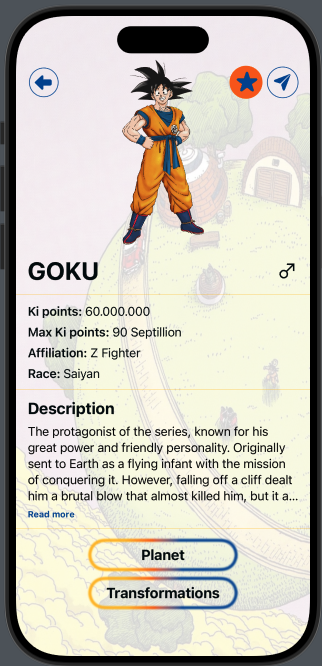 GOKU
Ki points: 60.000.000
Max Ki points: 90 Septillion
Affiliation: Z Fighter
Race: Saiyan
Description
The protagonist of the series, known for his
great power and friendly personality. Originally
sent to Earth as a flying infant with the mission
of conquering it. However, falling off a cliff dealt
him a brutal blow that almost killed him, but it a...
Read more
Planet
Transformations